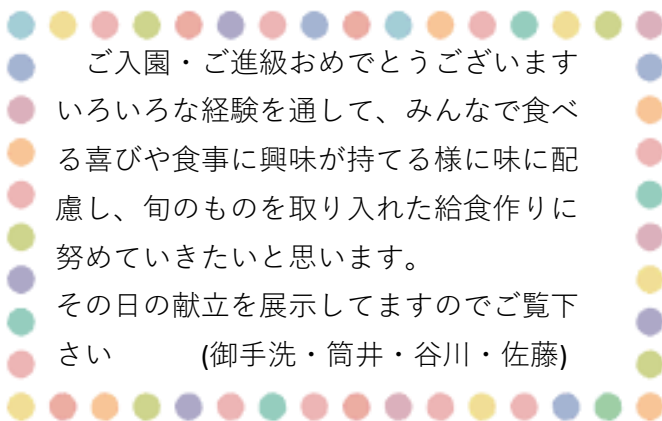 ご入園・ご進級おめでとうございます
いろいろな経験を通して、みんなで食べ
る喜びや食事に興味が持てる様に味に配
慮し、旬のものを取り入れた給食作りに
努めていきたいと思います。
その日の献立を展示してますのでご覧下
さい　　　(御手洗・筒井・谷川・佐藤)